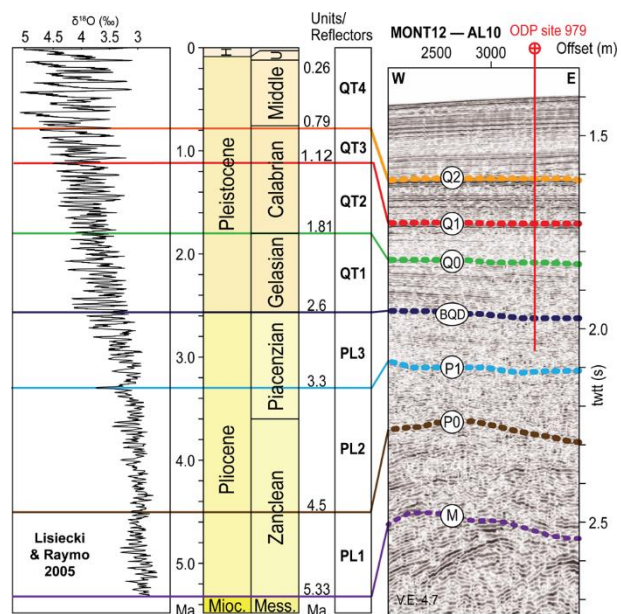 δ¹⁸O (‰)
5 4.5 4 3.5 3
Units/
Reflectors
MONT12 — AL10
ODP site 979
2500 3000
Offset (m)
W
E
0
1.0
2.0
3.0
4.0
5.0
Ma
H
Pleistocene
Pliocene
Mioc.
U
Middle
Calabrian
Gelasian
Piacenzian
Zanclean
Mess.
0.26
0.79
1.12
1.81
2.6
3.3
4.5
5.33
Ma
QT4
QT3
QT2
QT1
PL3
PL2
PL1
Q2
Q1
Q0
BQD
P1
P0
M
1.5
2.0
twtt (s)
2.5
V.E. 4.7
Lisiecki
& Raymo
2005